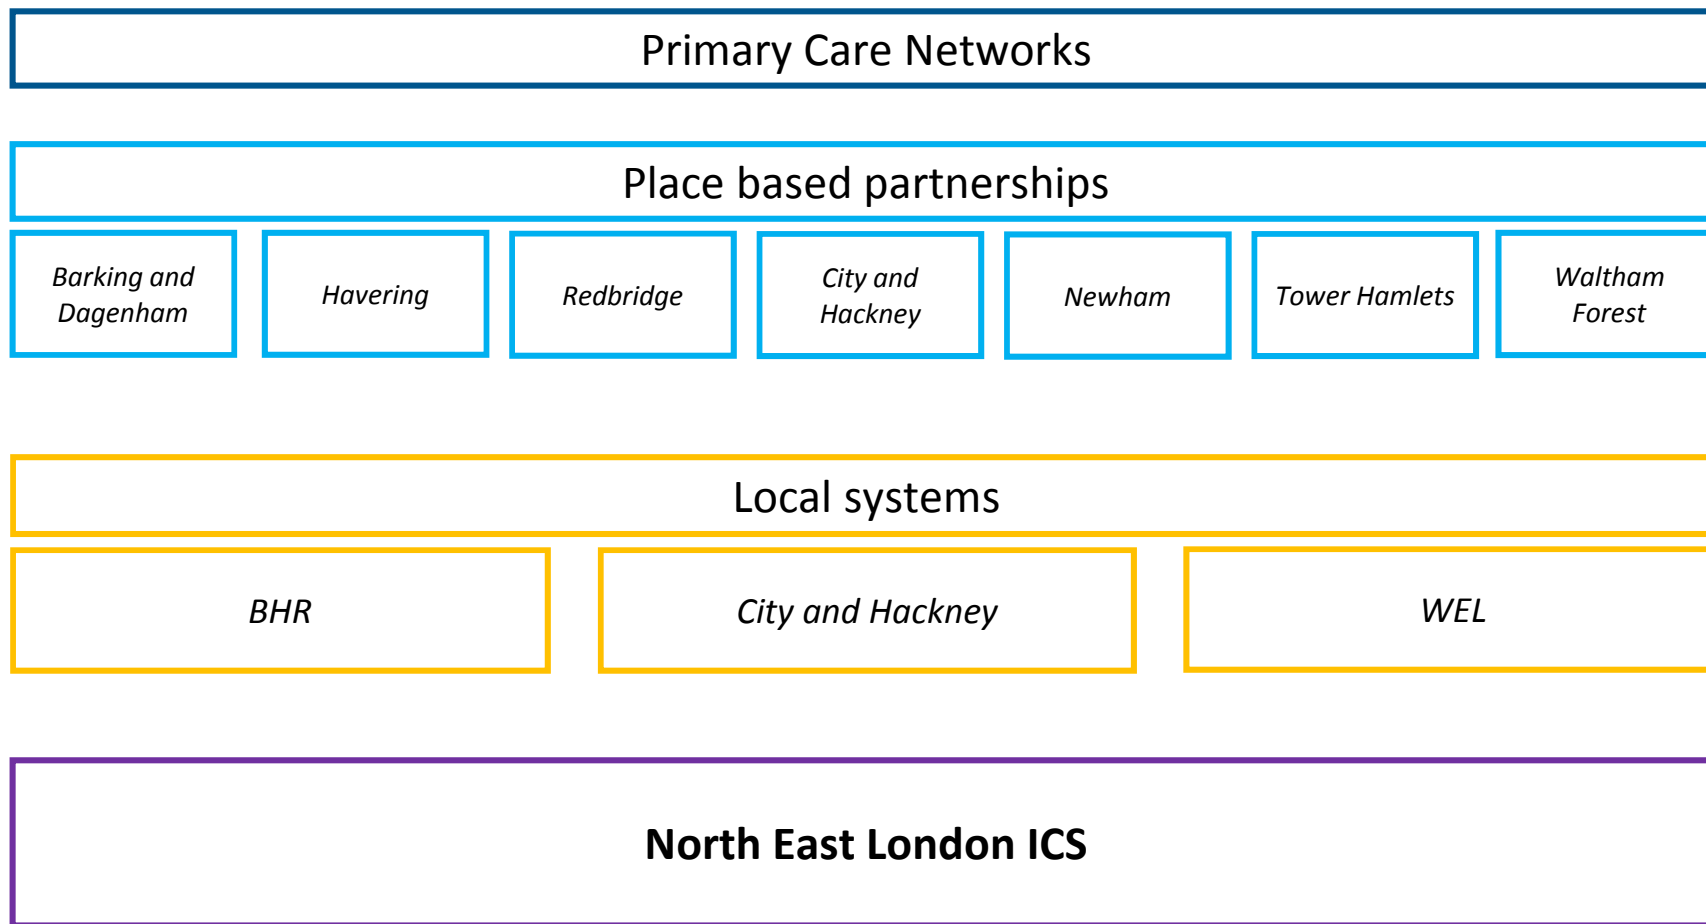 Primary Care Networks
Place based partnerships
Barking and
Dagenham
Havering
Redbridge
City and
Hackney
Newham
Tower Hamlets
Waltham
Forest
Local systems
BHR
City and Hackney
WEL
North East London ICS